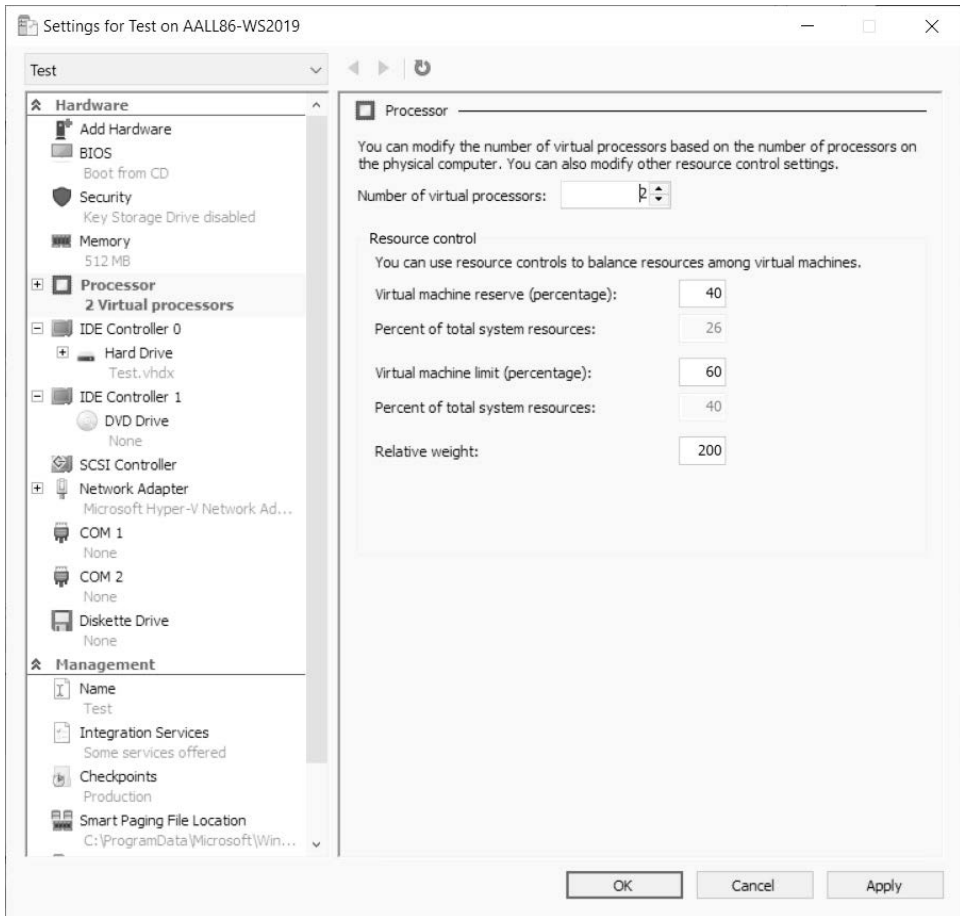 Settings for Test on AALL86-WS2019
Test
Hardware
Add Hardware
BIOS
Boot from CD
Security
Key Storage Drive disabled
Memory
512 MB
Processor
2 Virtual processors
IDE Controller 0
Hard Drive
Test.vhdx
IDE Controller 1
DVD Drive
None
SCSI Controller
Network Adapter
Microsoft Hyper-V Network Ad...
COM 1
None
COM 2
None
Diskette Drive
None
Management
Name
Test
Integration Services
Some services offered
Checkpoints
Production
Smart Paging File Location
C:\ProgramData\Microsoft\Win...
Processor
You can modify the number of virtual processors based on the number of processors on
the physical computer. You can also modify other resource control settings.
Number of virtual processors: 2
Resource control
You can use resource controls to balance resources among virtual machines.
Virtual machine reserve (percentage): 40
Percent of total system resources: 26
Virtual machine limit (percentage): 60
Percent of total system resources: 40
Relative weight: 200
OK Cancel Apply